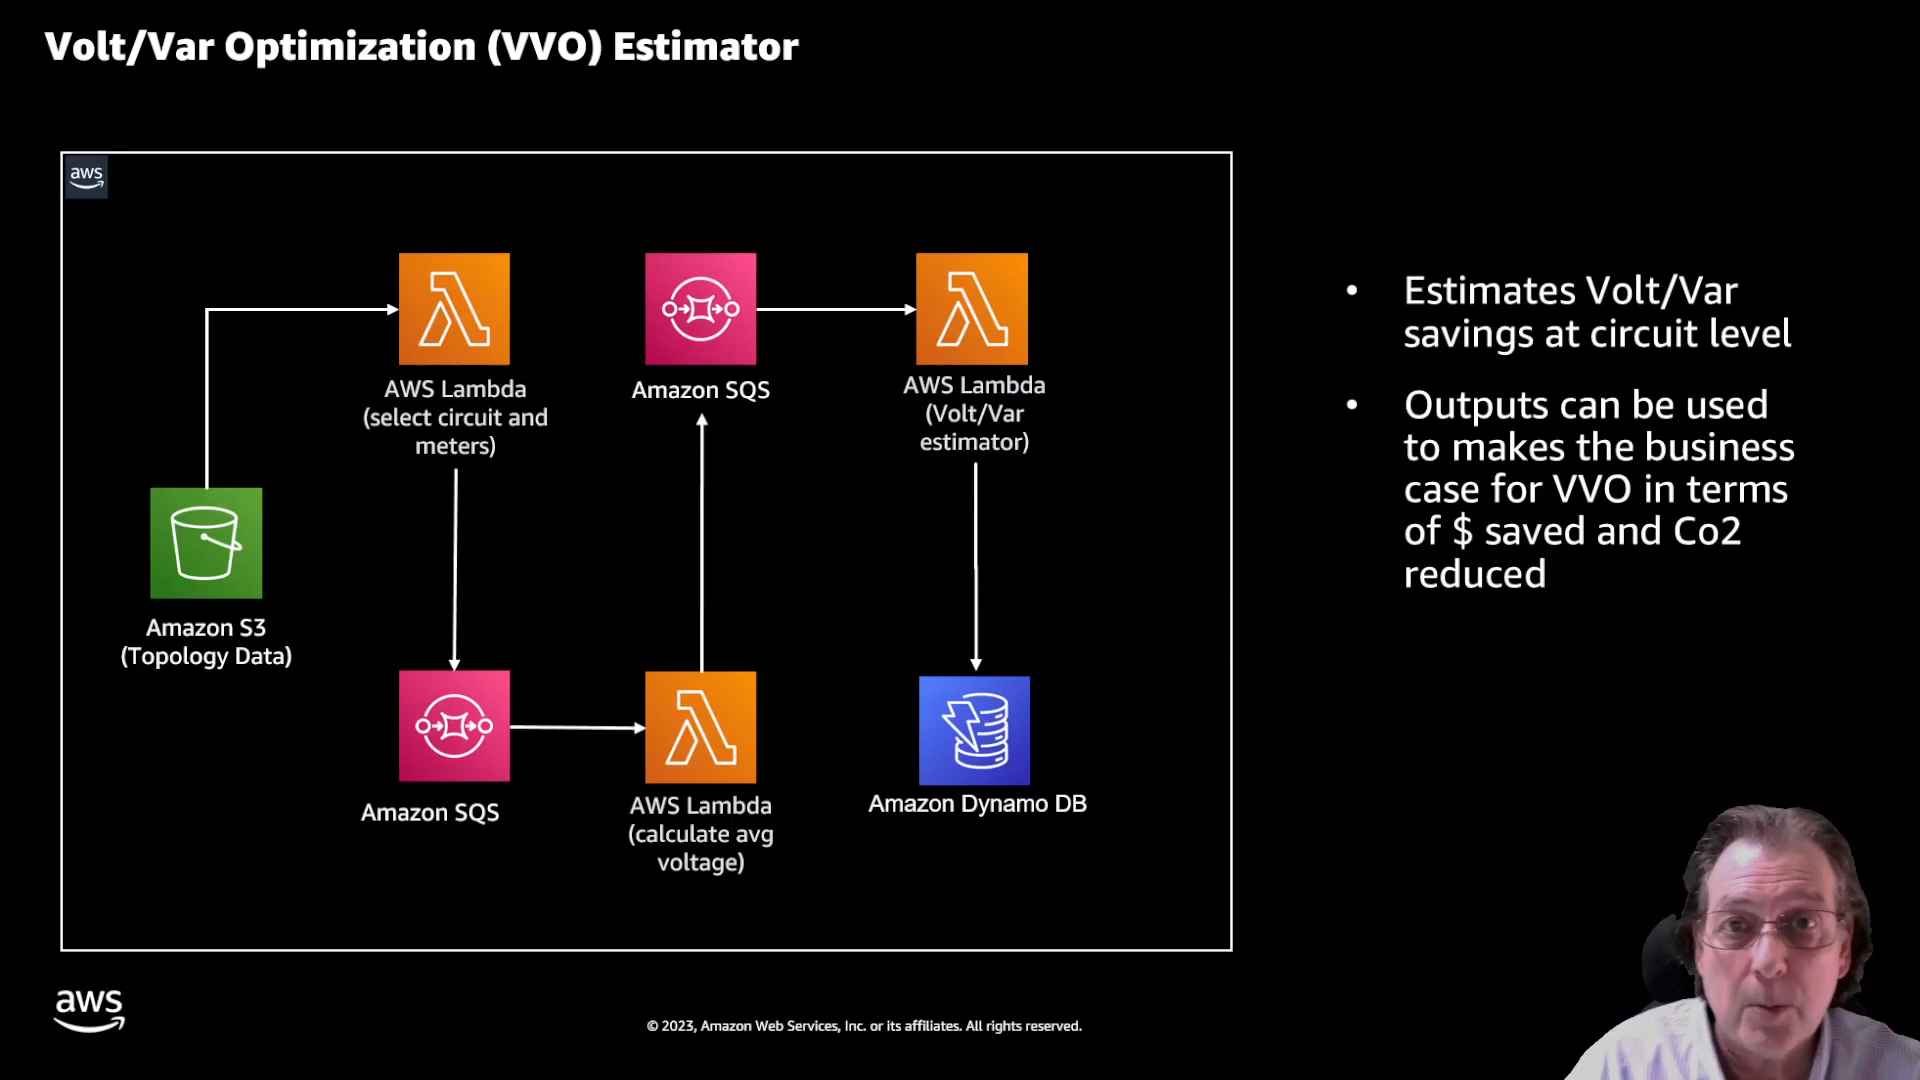 Volt/Var Optimization (VVO) Estimator
aws
AWS Lambda
(select circuit and
meters)
Amazon SQS
AWS Lambda
(Volt/Var
estimator)
Amazon S3
(Topology Data)
Amazon SQS
AWS Lambda
(calculate avg
voltage)
Amazon Dynamo DB
• Estimates Volt/Var
savings at circuit level
• Outputs can be used
to makes the business
case for VVO in terms
of $ saved and Co2
reduced
aws
© 2023, Amazon Web Services, Inc. or its affiliates. All rights reserved.